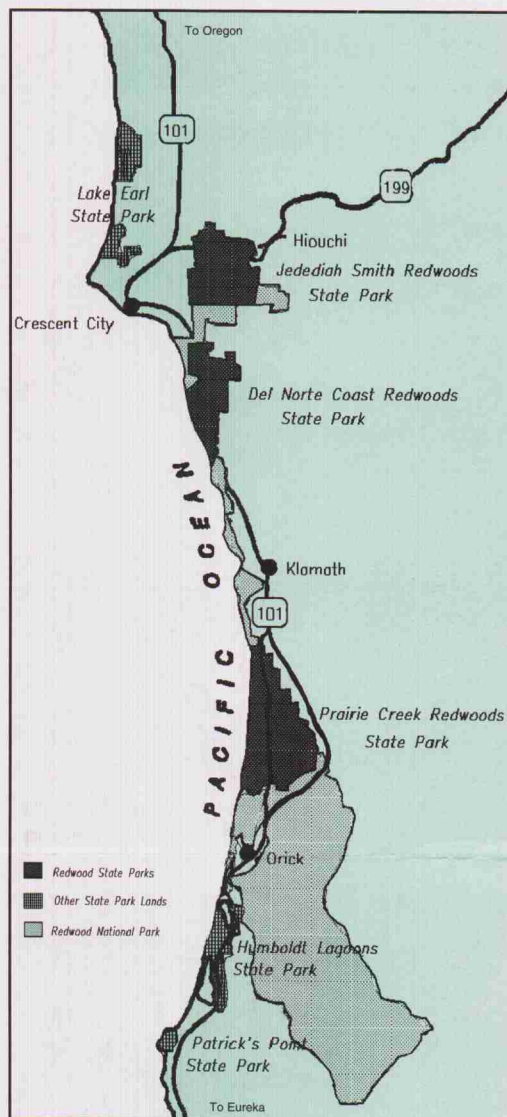 To Oregon
101
199
Lake Earl
State Park
Hiouchi
Jedediah Smith Redwoods
State Park
Crescent City
Del Norte Coast Redwoods
State Park
PACIFIC OCEAN
Klamath
101
Prairie Creek Redwoods
State Park
Orick
Redwood State Parks
Other State Park Lands
Redwood National Park
Humboldt Lagoons
State Park
Patrick's Point
State Park
To Eureka